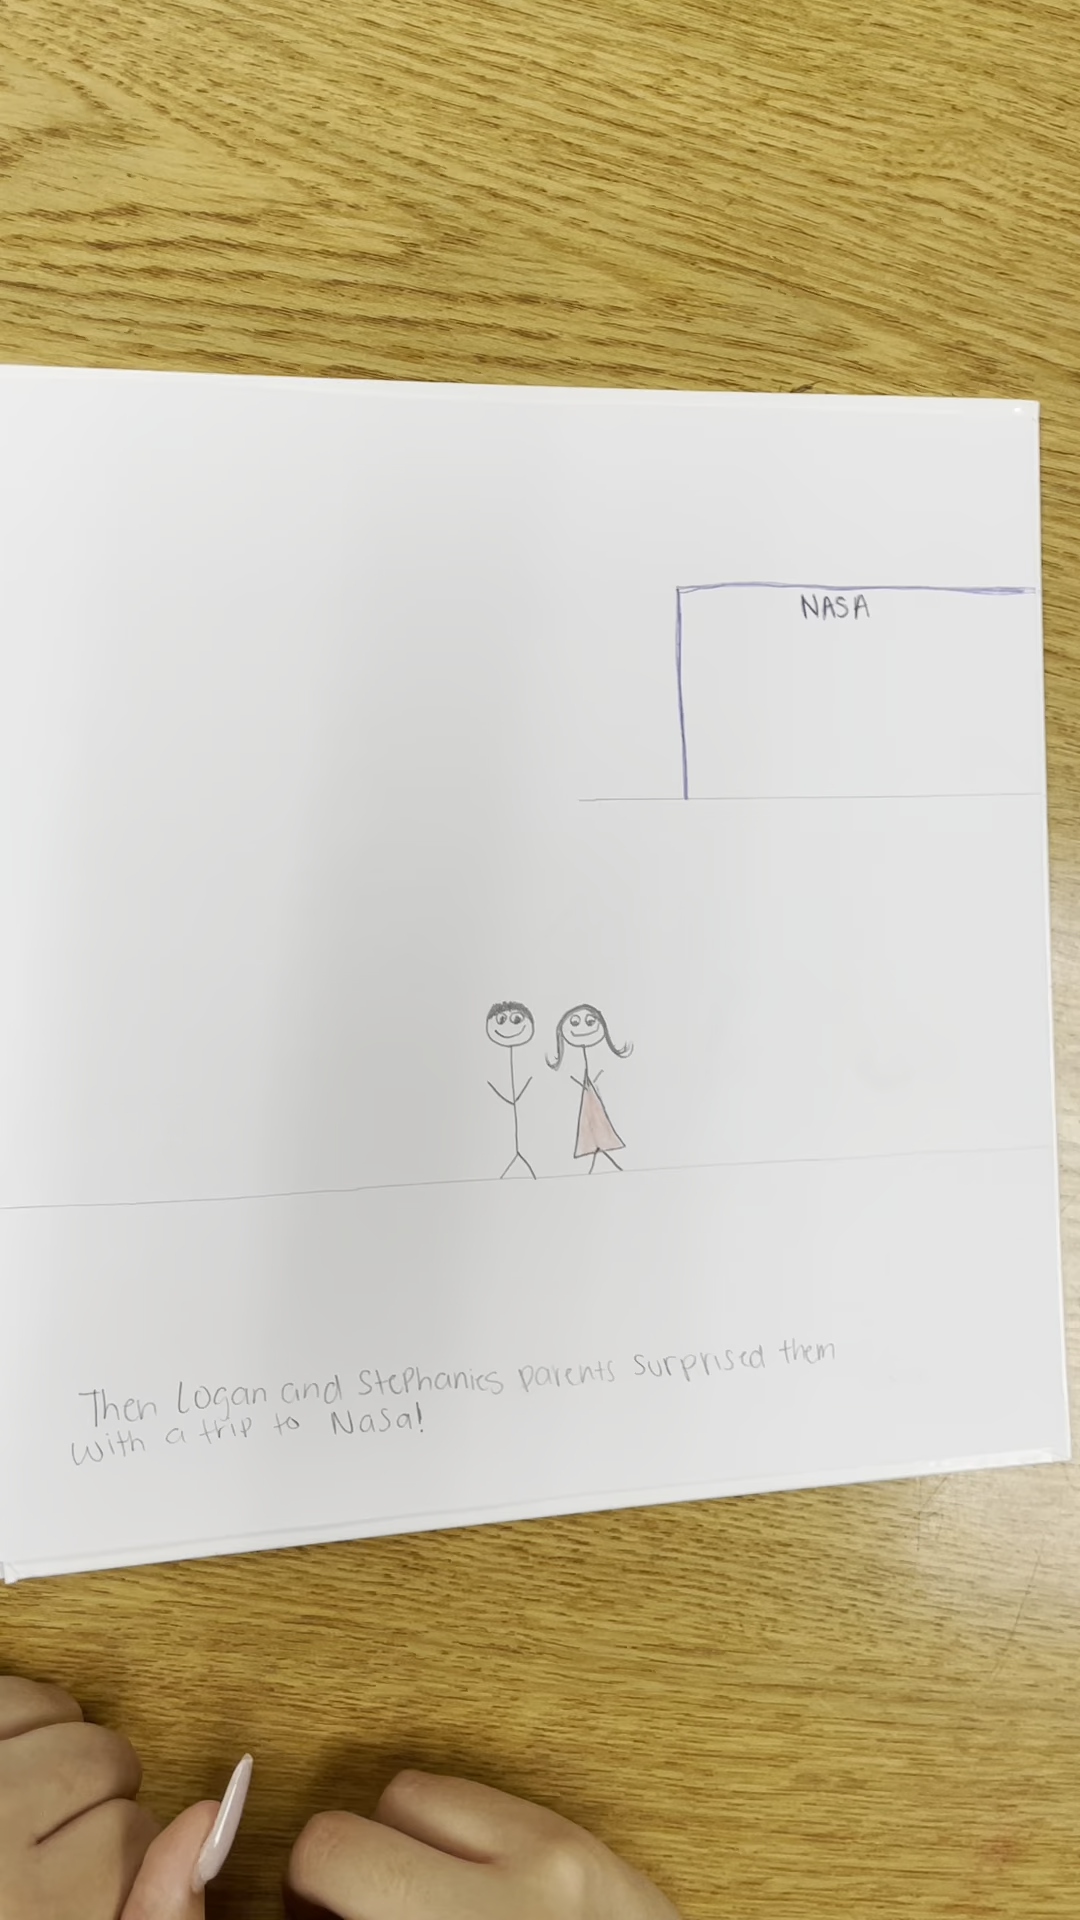 NASA
Then Logan and Stephanies parents surprised them
with a trip to Nasa!